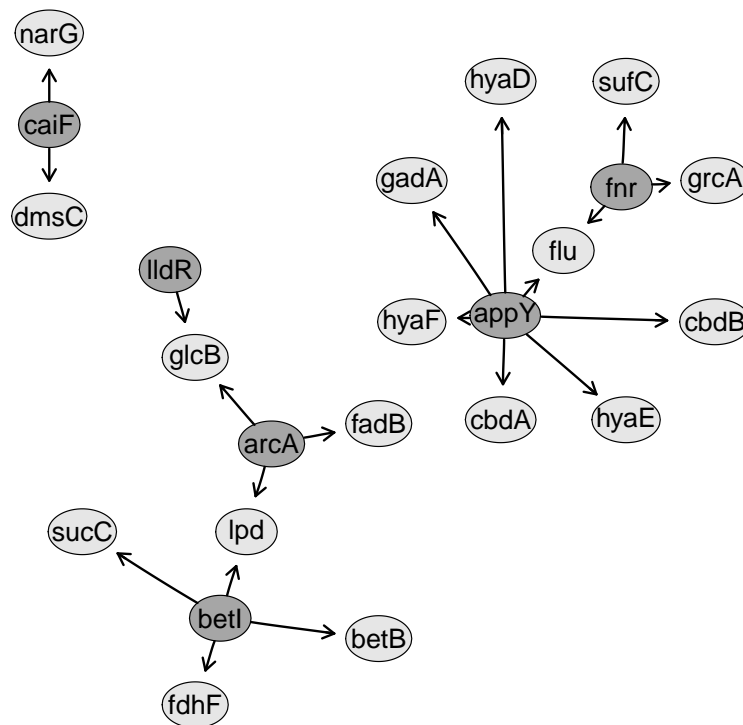 narG
hyaD
sufC
caiF
gadA
fnr
grcA
dmsC
flu
lldR
hyaF
appY
cbdB
glcB
fadB
cbdA
hyaE
arcA
sucC
lpd
betI
betB
fdhF